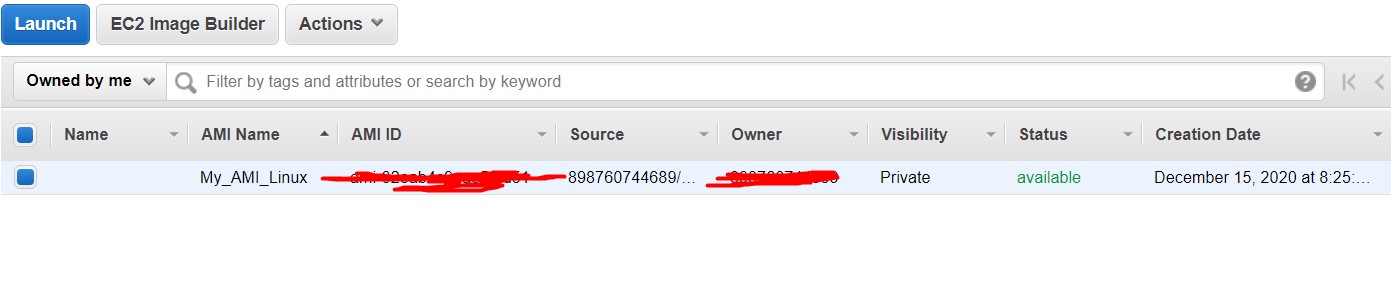 Launch EC2 Image Builder Actions
Owned by me Filter by tags and attributes or search by keyword ?
Name AMI Name AMI ID Source Owner Visibility Status Creation Date
My_AMI_Linux 898760744689/... Private available December 15, 2020 at 8:25:...